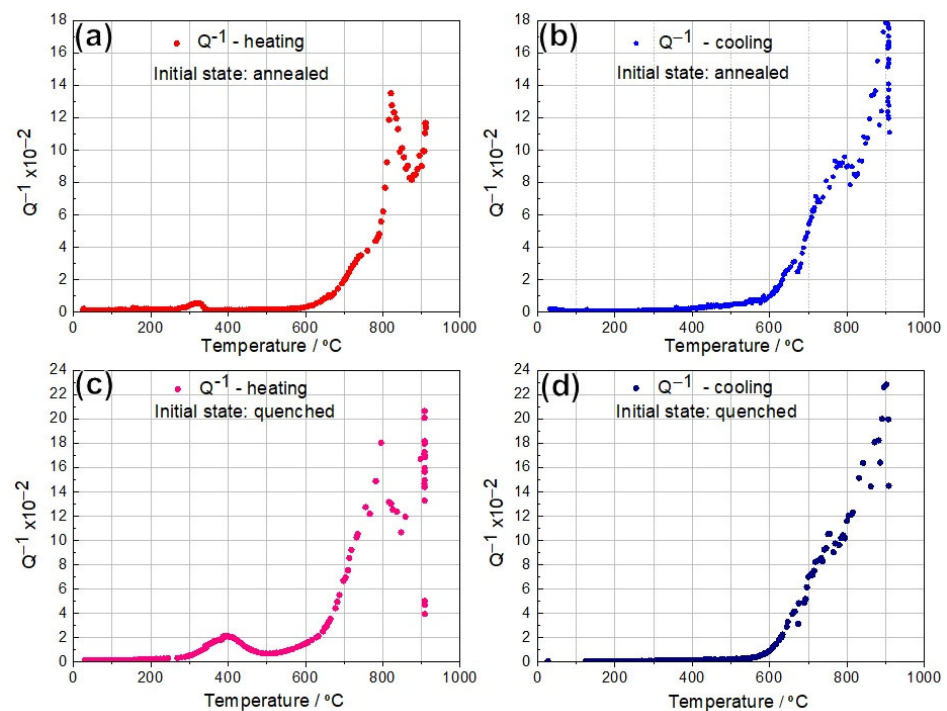 (a)
Q⁻¹ - heating
Initial state: annealed
18
16
14
12
10
8
6
4
2
0
Q⁻¹ x10⁻²
0 200 400 600 800 1000
Temperature / ºC
(b)
Q⁻¹ - cooling
Initial state: annealed
18
16
14
12
10
8
6
4
2
0
Q⁻¹ x10⁻²
0 200 400 600 800 1000
Temperature / ºC
(c)
Q⁻¹ - heating
Initial state: quenched
24
22
20
18
16
14
12
10
8
6
4
2
0
Q⁻¹ x10⁻²
0 200 400 600 800 1000
Temperature / ºC
(d)
Q⁻¹ - cooling
Initial state: quenched
24
22
20
18
16
14
12
10
8
6
4
2
0
Q⁻¹ x10⁻²
0 200 400 600 800 1000
Temperature / ºC